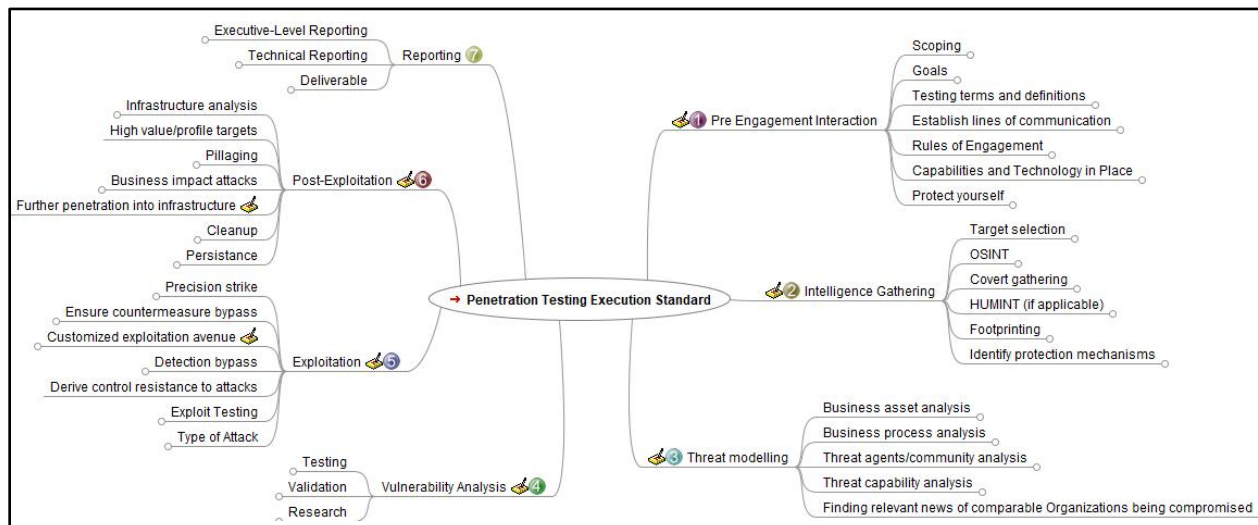 Penetration Testing Execution Standard
1 Pre Engagement Interaction
Scoping
Goals
Testing terms and definitions
Establish lines of communication
Rules of Engagement
Capabilities and Technology in Place
Protect yourself
2 Intelligence Gathering
Target selection
OSINT
Covert gathering
HUMINT (if applicable)
Footprinting
Identify protection mechanisms
3 Threat modelling
Business asset analysis
Business process analysis
Threat agents/community analysis
Threat capability analysis
Finding relevant news of comparable Organizations being compromised
Vulnerability Analysis 4
Testing
Validation
Research
Exploitation 5
Precision strike
Ensure countermeasure bypass
Customized exploitation avenue
Detection bypass
Derive control resistance to attacks
Exploit Testing
Type of Attack
Post-Exploitation 6
Infrastructure analysis
High value/profile targets
Pillaging
Business impact attacks
Further penetration into infrastructure
Cleanup
Persistance
Reporting 7
Executive-Level Reporting
Technical Reporting
Deliverable